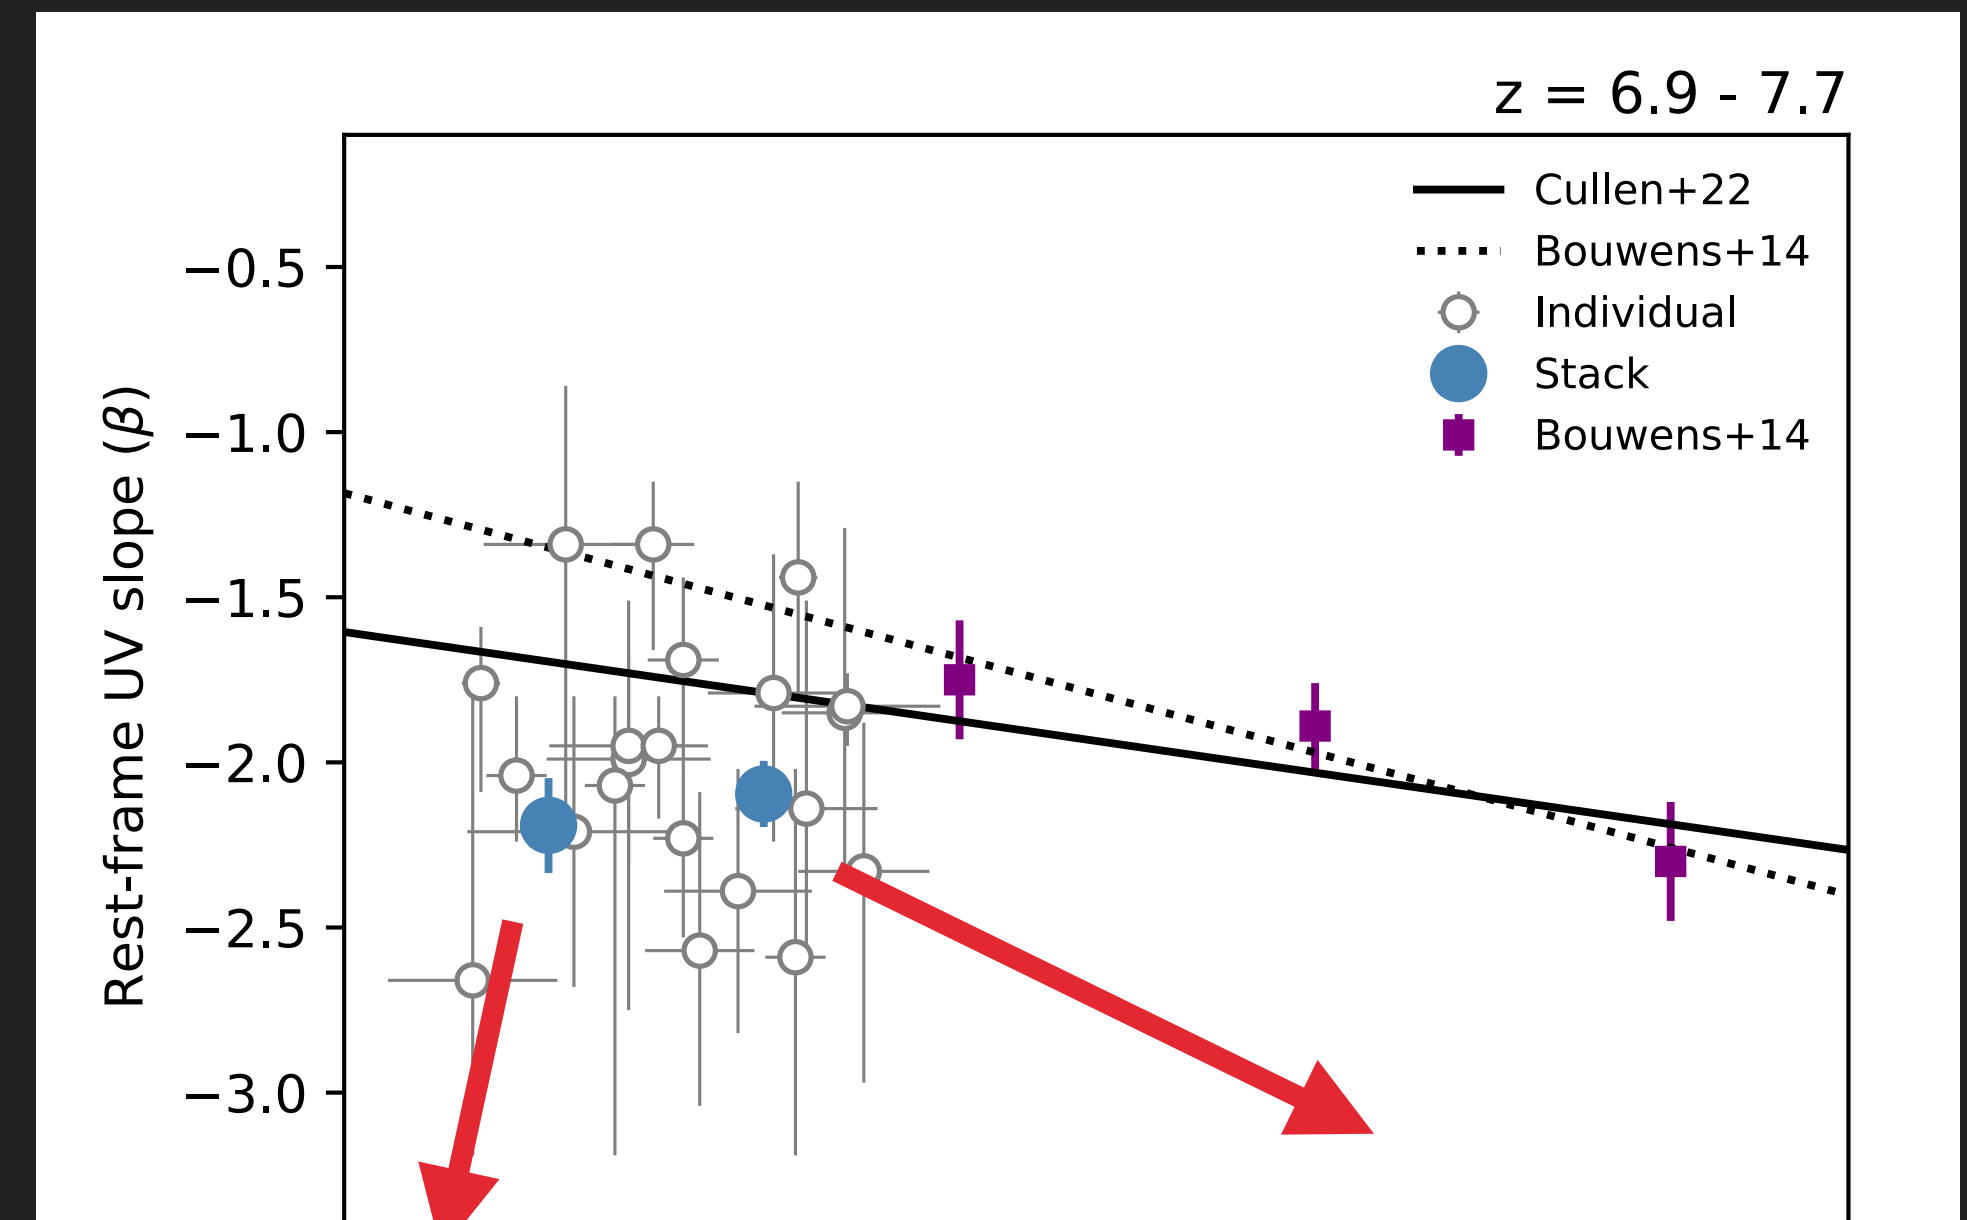 z = 6.9 - 7.7
Cullen+22
Bouwens+14
Individual
Stack
Bouwens+14
Rest-frame UV slope (β)
−0.5
−1.0
−1.5
−2.0
−2.5
−3.0